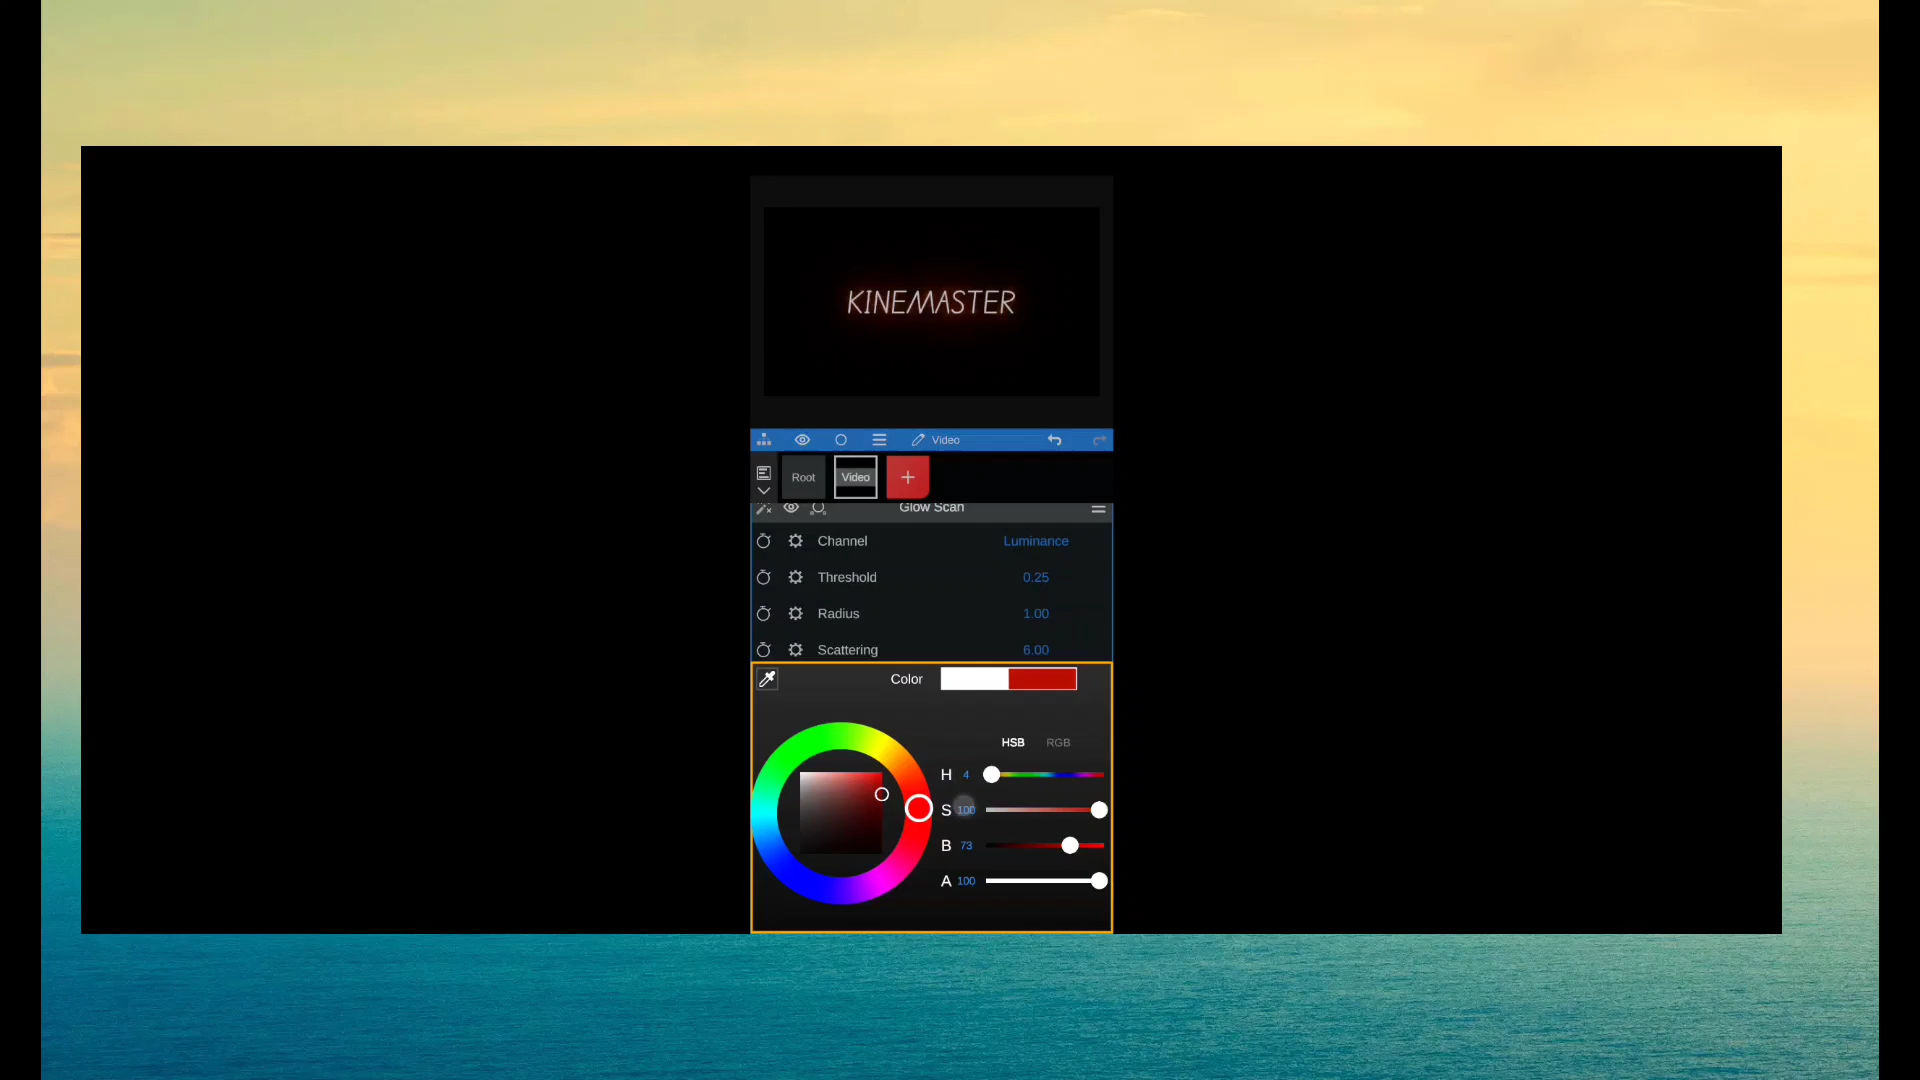 KINEMASTER
Video
Root
Video
+
Glow Scan
Channel Luminance
Threshold 0.25
Radius 1.00
Scattering 6.00
Color
HSB RGB
H 4
S 100
B 73
A 100